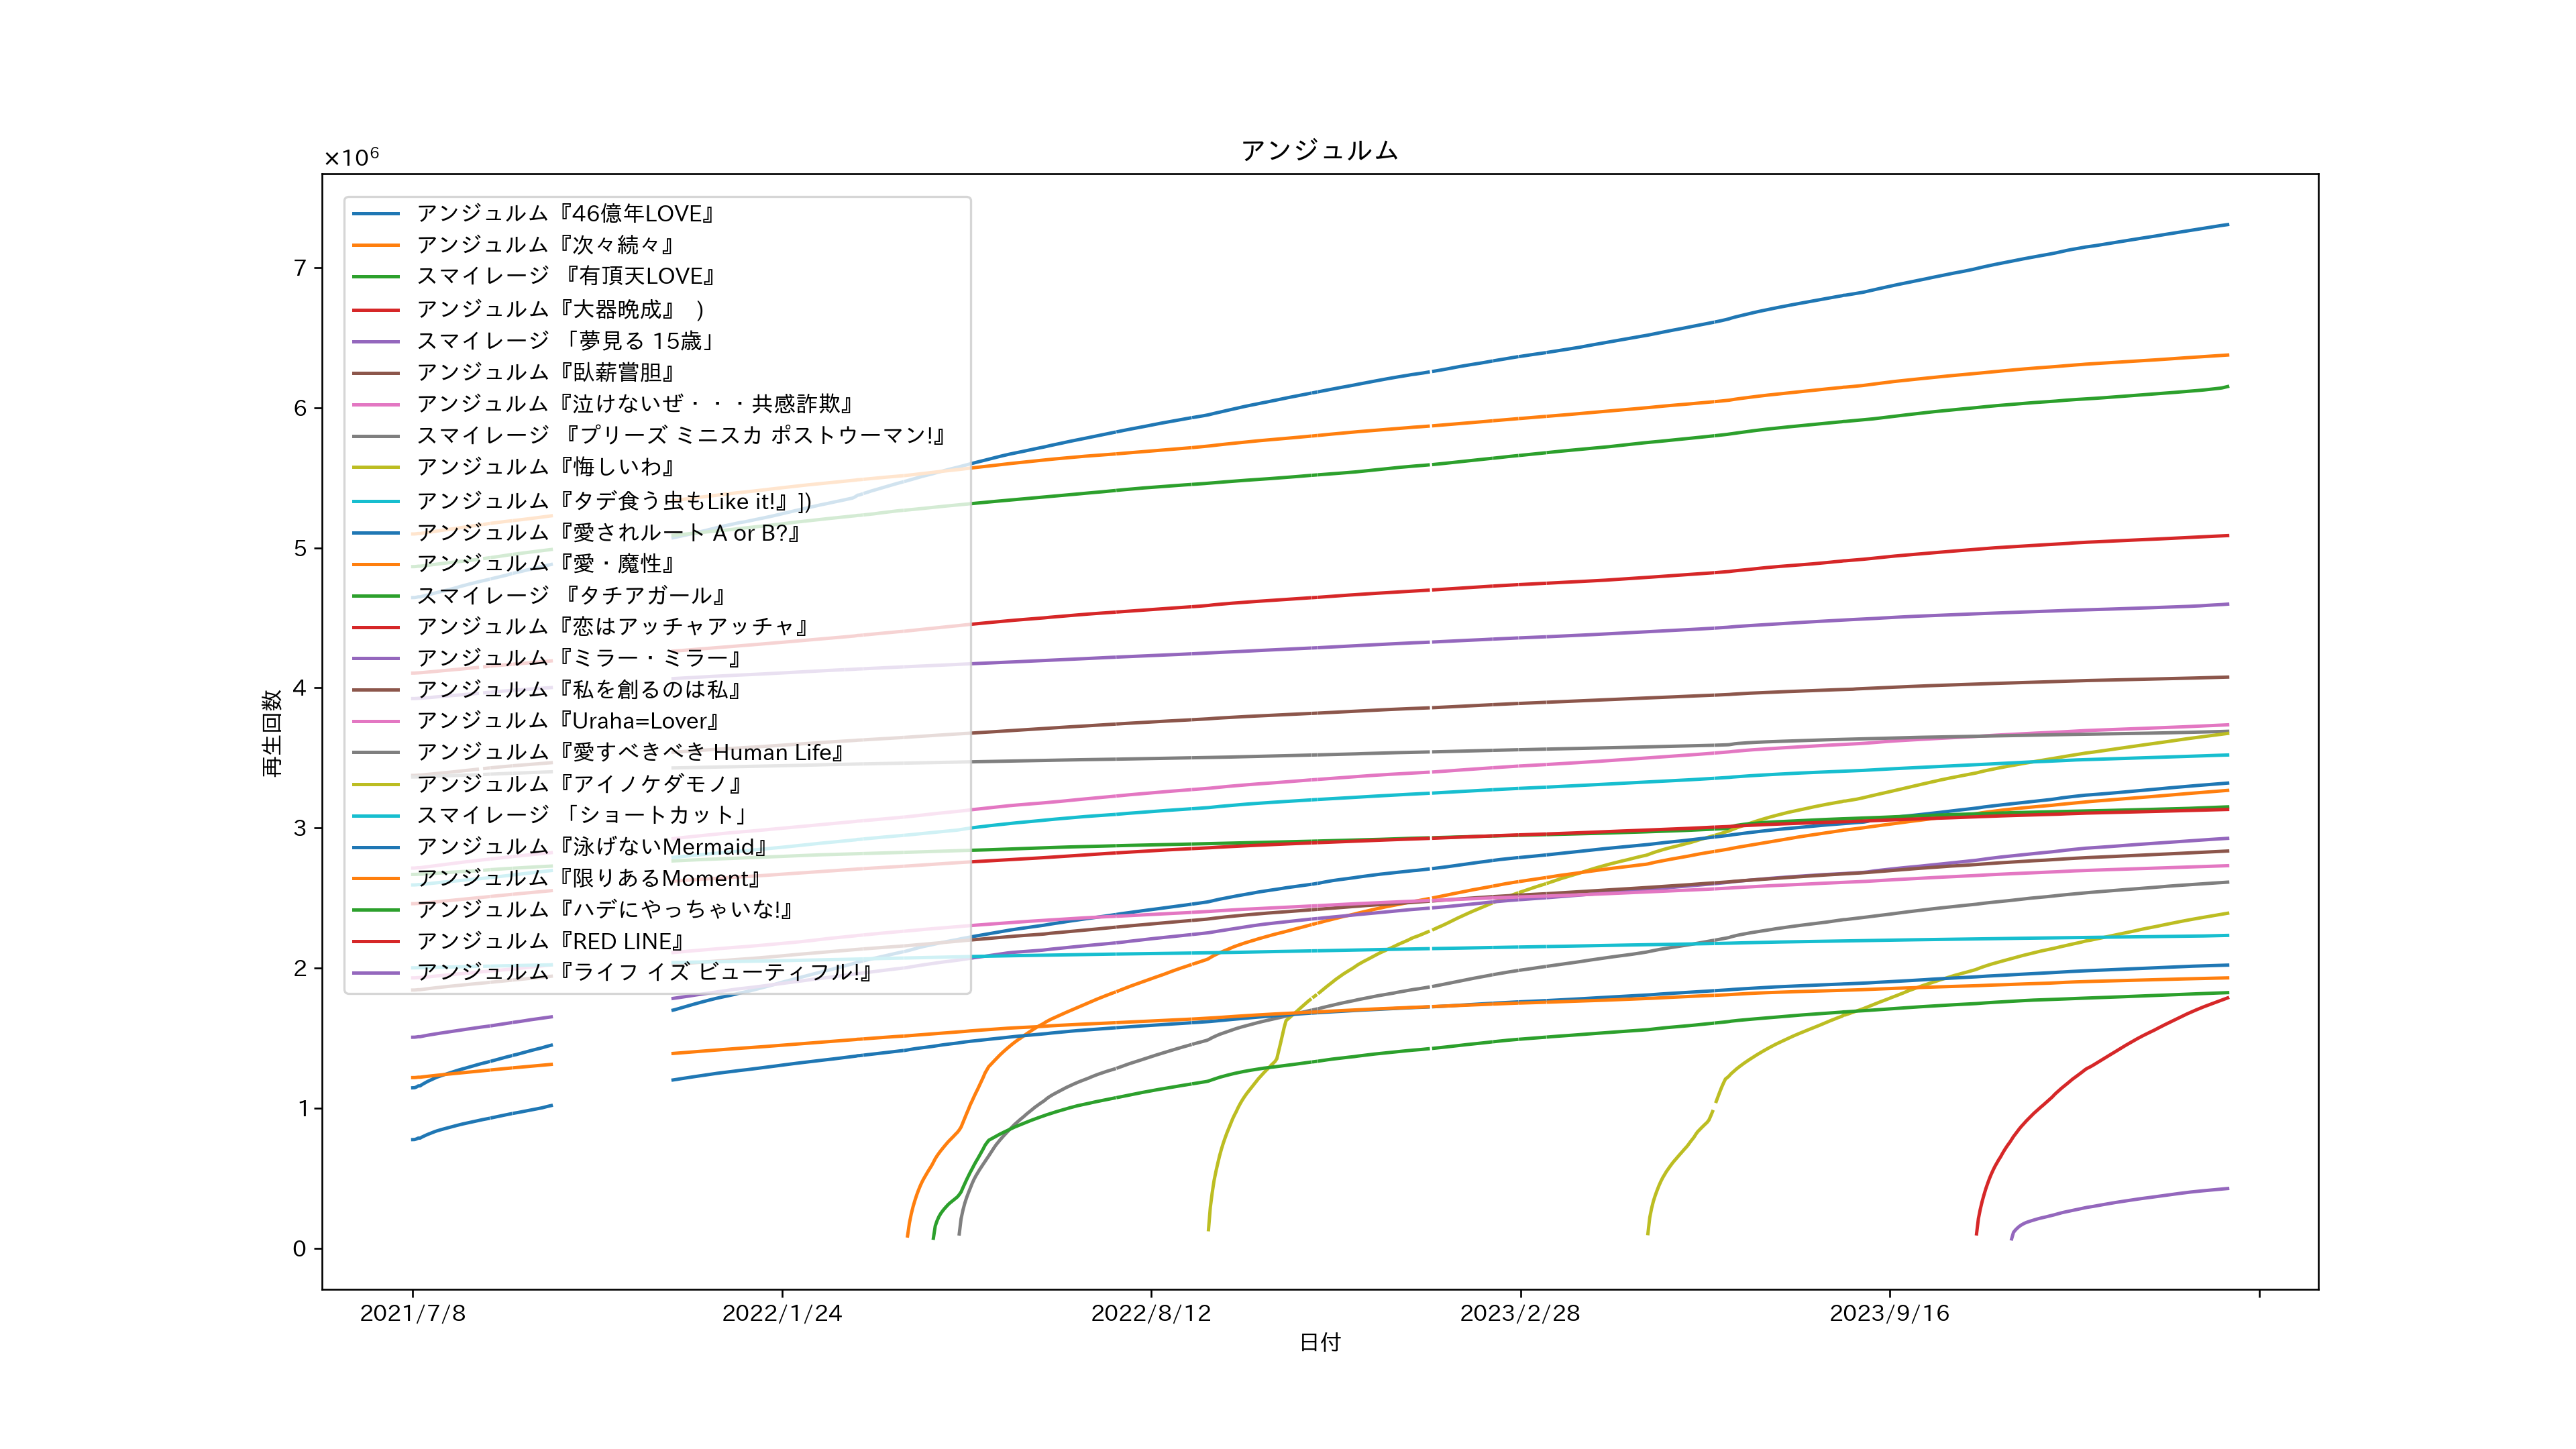 アンジュルム
×10⁶
アンジュルム『46億年LOVE』
アンジュルム『次々続々』
スマイレージ 『有頂天LOVE』
アンジュルム『大器晩成』 )
スマイレージ 「夢見る 15歳」
アンジュルム『臥薪嘗胆』
アンジュルム『泣けないぜ・・・共感詐欺』
スマイレージ 『プリーズ ミニスカ ポストウーマン!』
アンジュルム『悔しいわ』
アンジュルム『タデ食う虫もLike it!』])
アンジュルム『愛されルート A or B?』
アンジュルム『愛・魔性』
スマイレージ 『タチアガール』
アンジュルム『恋はアッチャアッチャ』
アンジュルム『ミラー・ミラー』
アンジュルム『私を創るのは私』
アンジュルム『Uraha=Lover』
アンジュルム『愛すべきべき Human Life』
アンジュルム『アイノケダモノ』
スマイレージ 「ショートカット」
アンジュルム『泳げないMermaid』
アンジュルム『限りあるMoment』
アンジュルム『ハデにやっちゃいな!』
アンジュルム『RED LINE』
アンジュルム『ライフ イズ ビューティフル!』
7
6
5
4
3
2
1
0
再生回数
2021/7/8
2022/1/24
2022/8/12
2023/2/28
2023/9/16
日付